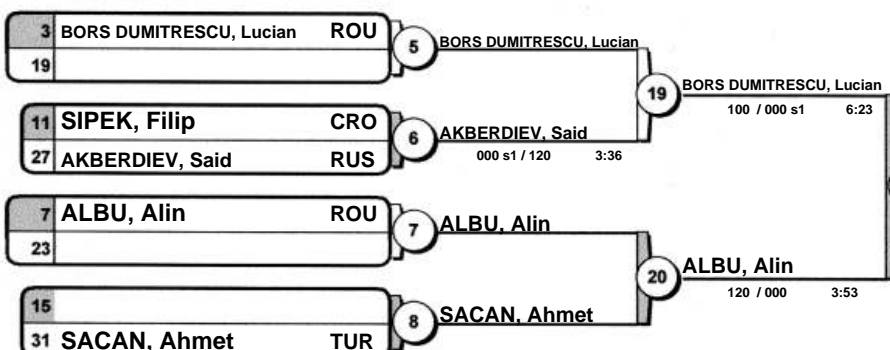 3 BORS DUMITRESCU, Lucian ROU
19
5
BORS DUMITRESCU, Lucian
11 SIPEK, Filip CRO
27 AKBERDIEV, Said RUS
6
AKBERDIEV, Said
000 s1 / 120 3:36
19
BORS DUMITRESCU, Lucian
100 / 000 s1 6:23
7 ALBU, Alin ROU
23
7
ALBU, Alin
15
31 SACAN, Ahmet TUR
8
SACAN, Ahmet
20
ALBU, Alin
120 / 000 3:53